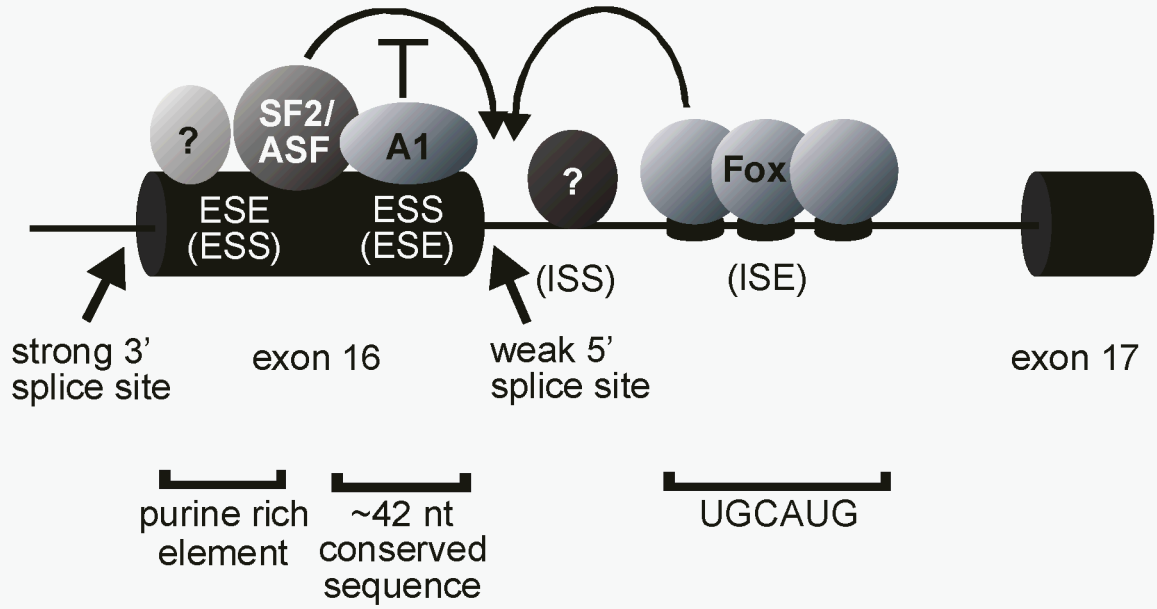 ?
SF2/
ASF
A1
?
Fox
ESE
(ESS)
ESS
(ESE)
(ISS)
(ISE)
strong 3’
splice site
exon 16
weak 5’
splice site
exon 17
purine rich
element
~42 nt
conserved
sequence
UGCAUG